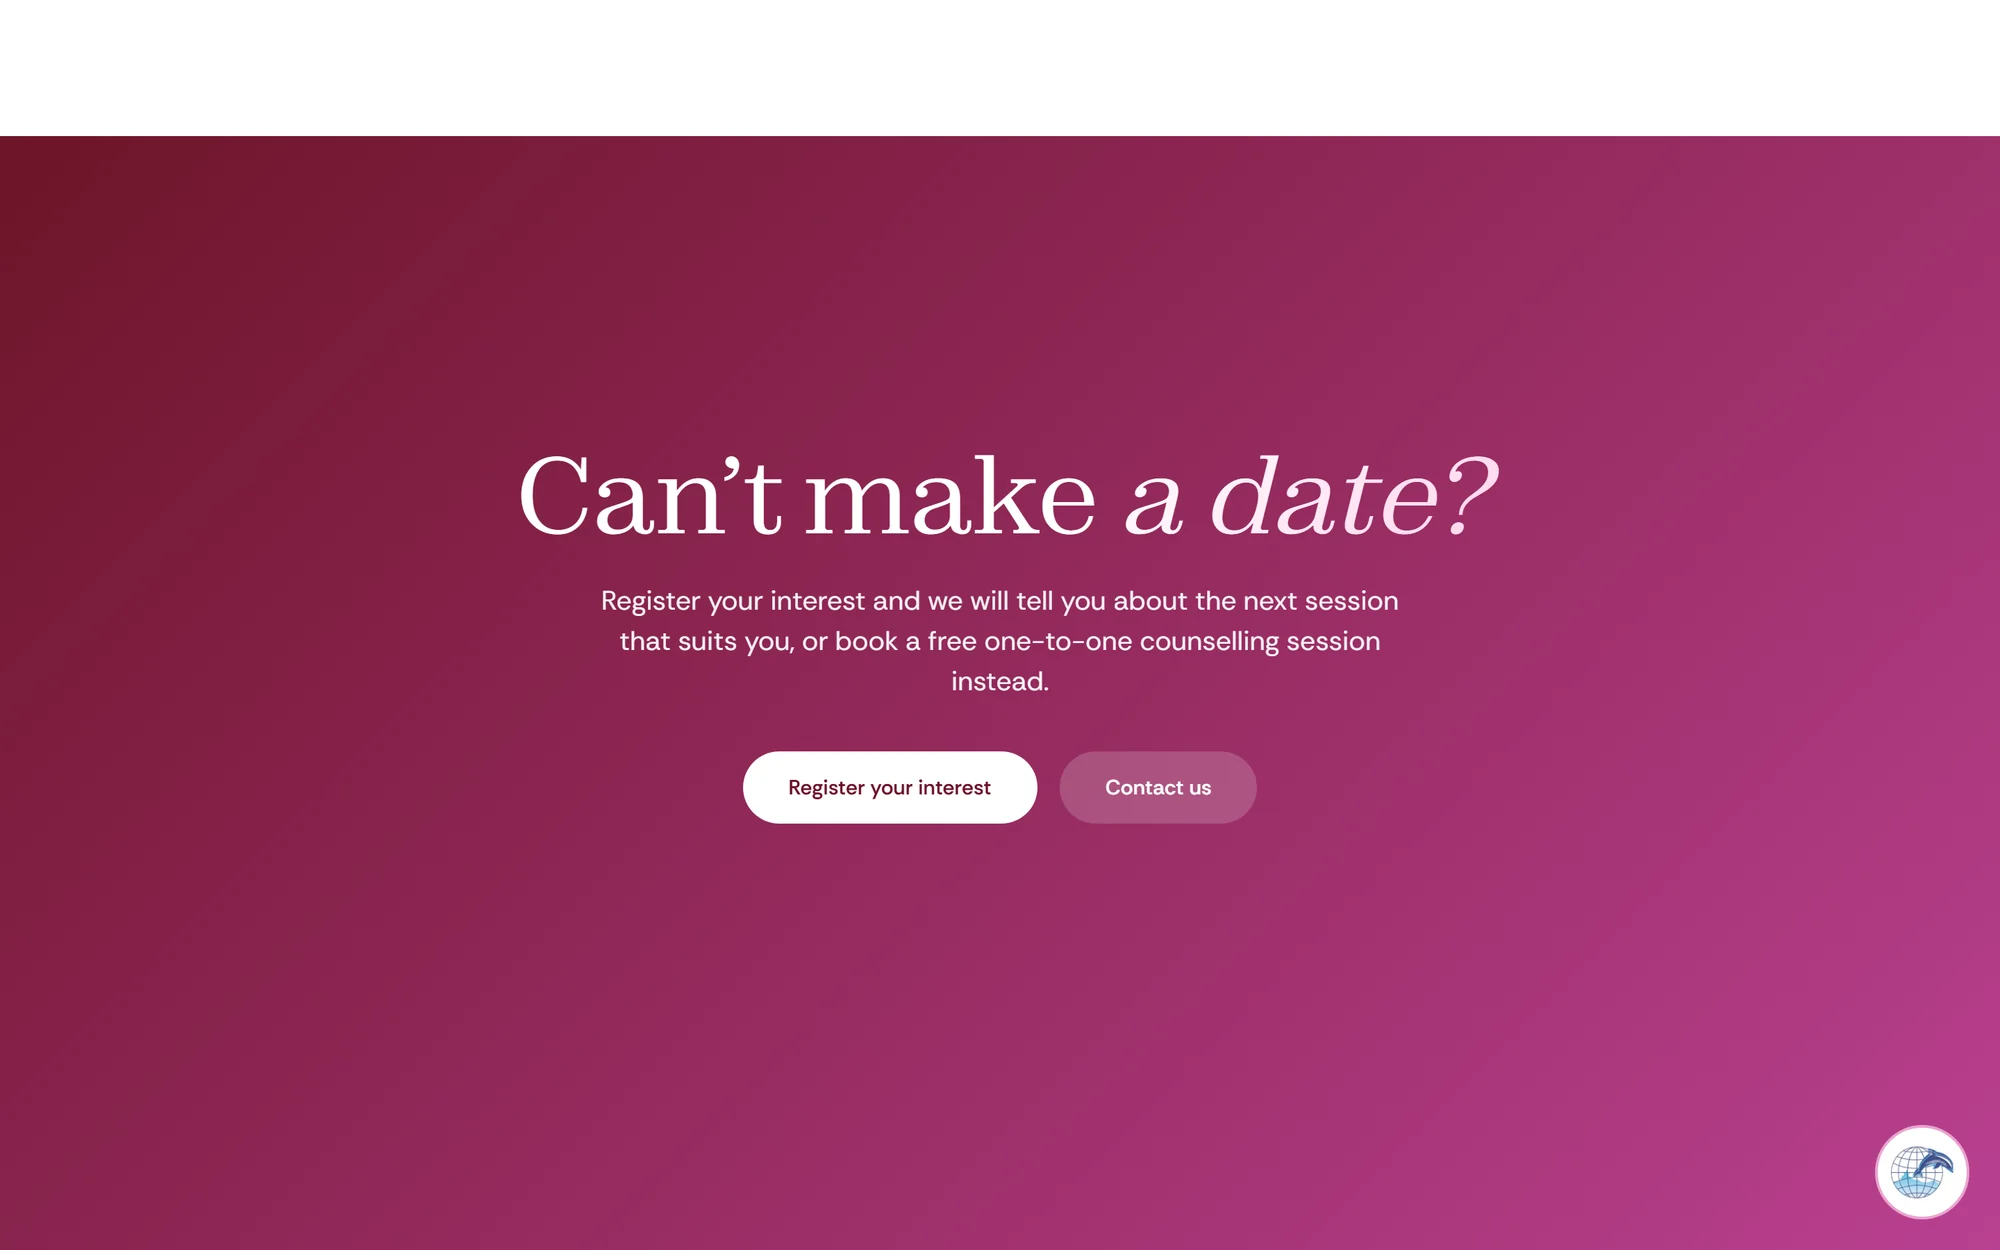 Can’t make a date?
Register your interest and we will tell you about the next session
that suits you, or book a free one-to-one counselling session
instead.
Register your interest
Contact us